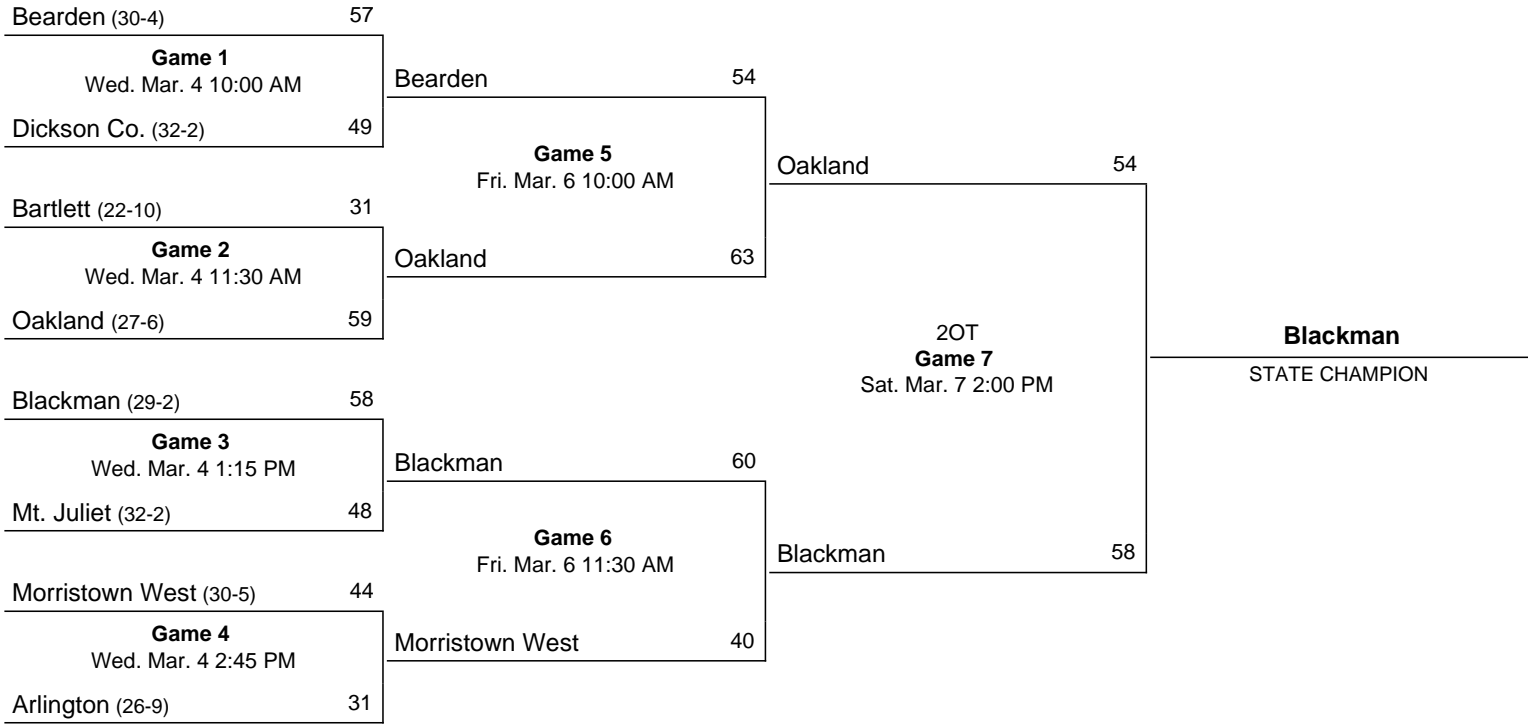 Bearden (30-4) 57
Game 1
Wed. Mar. 4 10:00 AM
Dickson Co. (32-2) 49
Bartlett (22-10) 31
Game 2
Wed. Mar. 4 11:30 AM
Oakland (27-6) 59
Blackman (29-2) 58
Game 3
Wed. Mar. 4 1:15 PM
Mt. Juliet (32-2) 48
Morristown West (30-5) 44
Game 4
Wed. Mar. 4 2:45 PM
Arlington (26-9) 31
Bearden 54
Game 5
Fri. Mar. 6 10:00 AM
Oakland 63
Blackman 60
Game 6
Fri. Mar. 6 11:30 AM
Morristown West 40
Oakland 54
2OT
Game 7
Sat. Mar. 7 2:00 PM
Blackman 58
Blackman
STATE CHAMPION